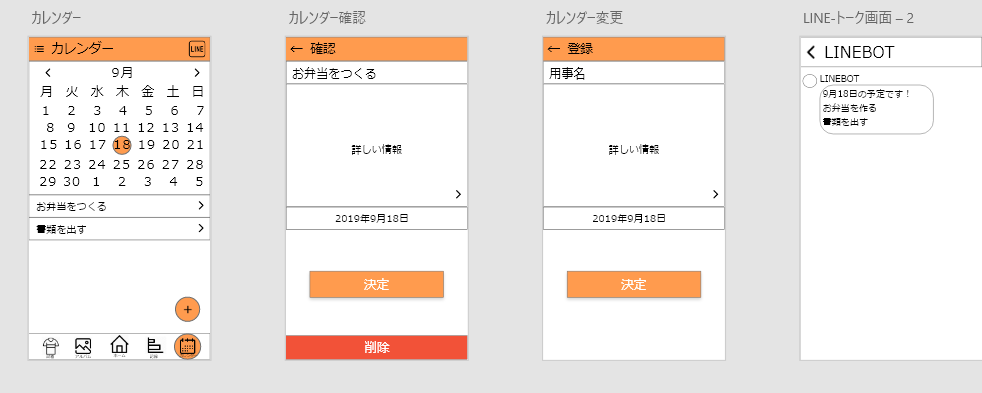 カレンダー
カレンダー
LINE
9月
月 火 水 木 金 土 日
1 2 3 4 5 6 7
8 9 10 11 12 13 14
15 16 17 18 19 20 21
22 23 24 25 26 27 28
29 30 1 2 3 4 5
お弁当をつくる
書類を出す
+
アルバム
ホーム
カレンダー確認
← 確認
お弁当をつくる
詳しい情報
2019年9月18日
決定
削除
カレンダー変更
← 登録
用事名
詳しい情報
2019年9月18日
決定
LINE-トーク画面 – 2
LINEBOT
LINEBOT
9月18日の予定です！
お弁当を作る
書類を出す